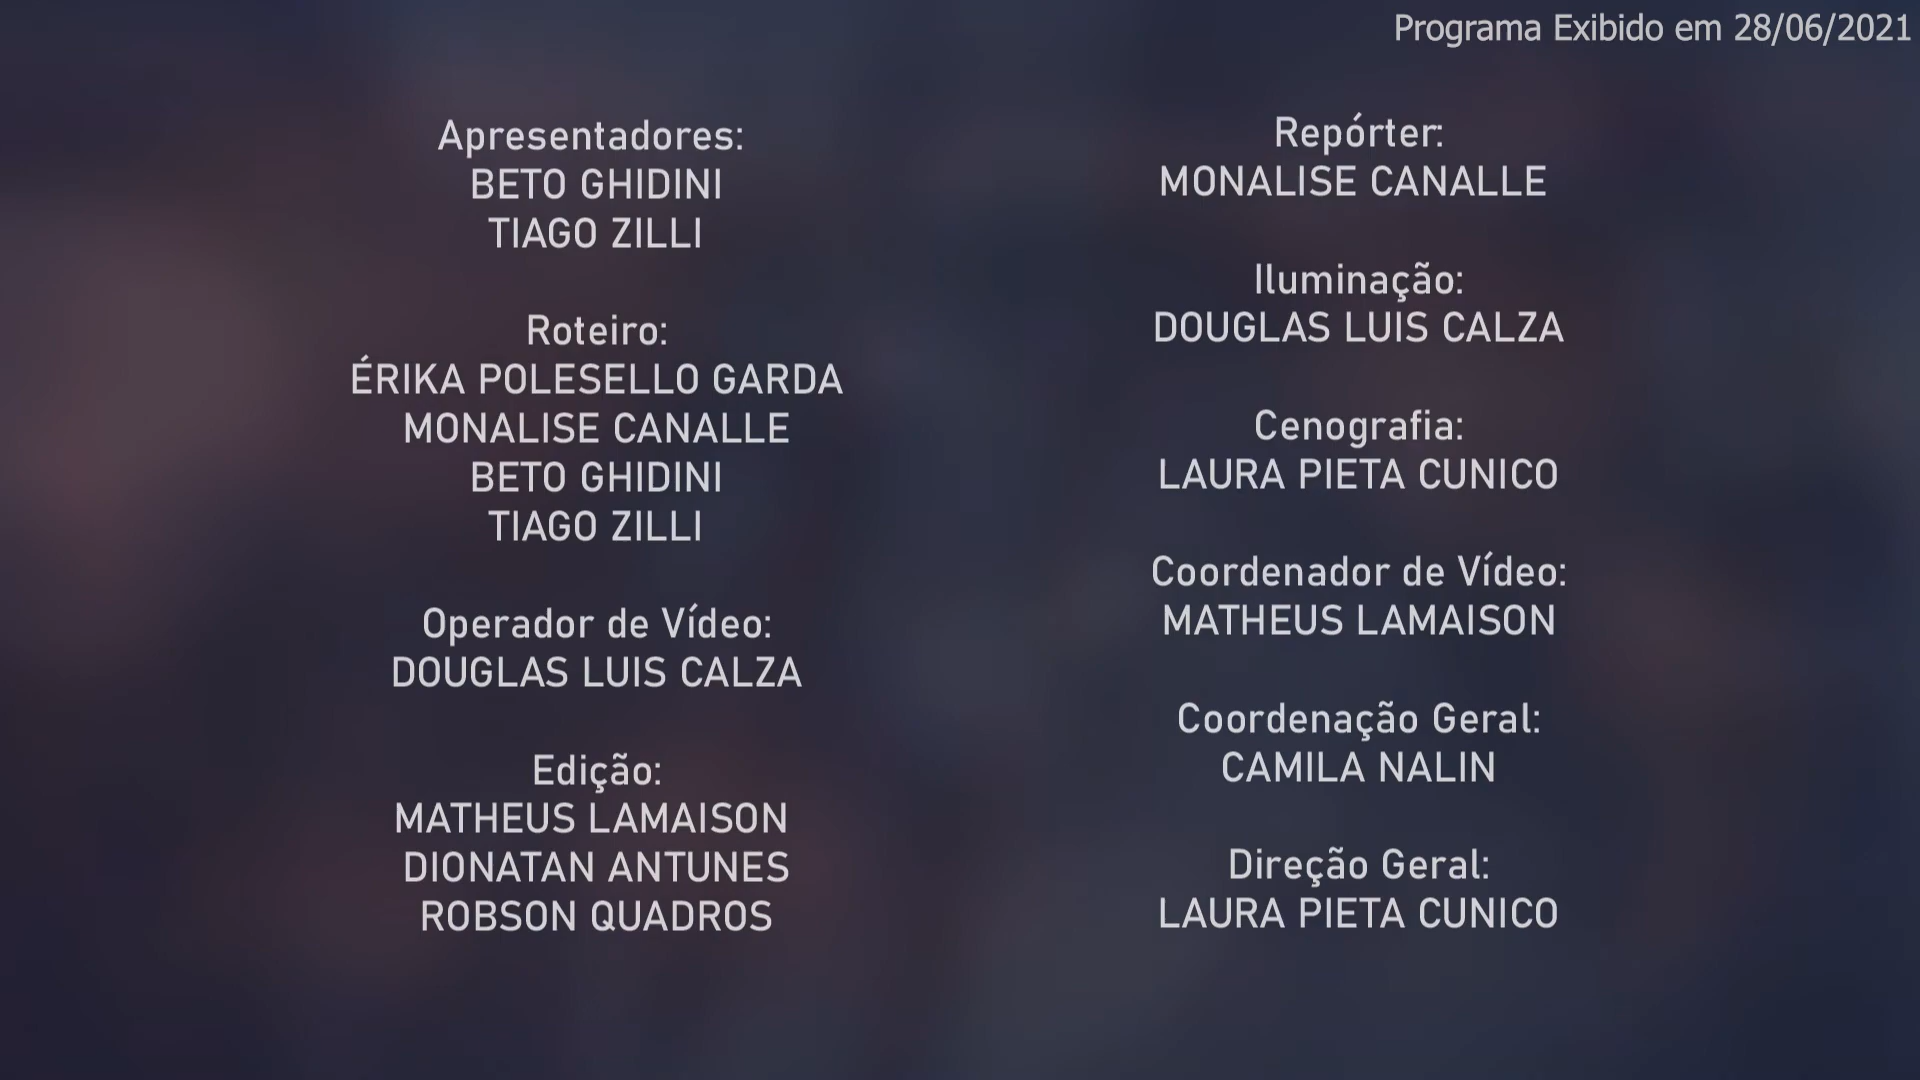 Programa Exibido em 28/06/2021
Apresentadores:
BETO GHIDINI
TIAGO ZILLI
Roteiro:
ÉRIKA POLESELLO GARDA
MONALISE CANALLE
BETO GHIDINI
TIAGO ZILLI
Operador de Vídeo:
DOUGLAS LUIS CALZA
Edição:
MATHEUS LAMAISON
DIONATAN ANTUNES
ROBSON QUADROS
Repórter:
MONALISE CANALLE
Iluminação:
DOUGLAS LUIS CALZA
Cenografia:
LAURA PIETA CUNICO
Coordenador de Vídeo:
MATHEUS LAMAISON
Coordenação Geral:
CAMILA NALIN
Direção Geral:
LAURA PIETA CUNICO